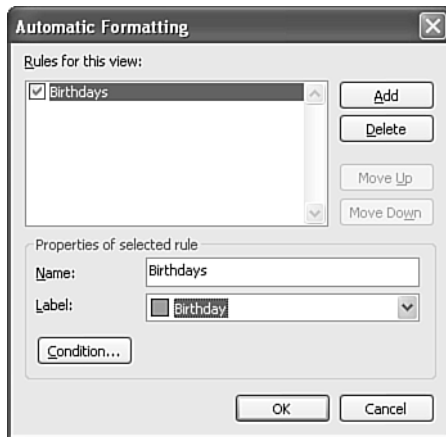 Automatic Formatting
Rules for this view:
Birthdays
Add
Delete
Move Up
Move Down
Properties of selected rule
Name: Birthdays
Label: Birthday
Condition...
OK Cancel